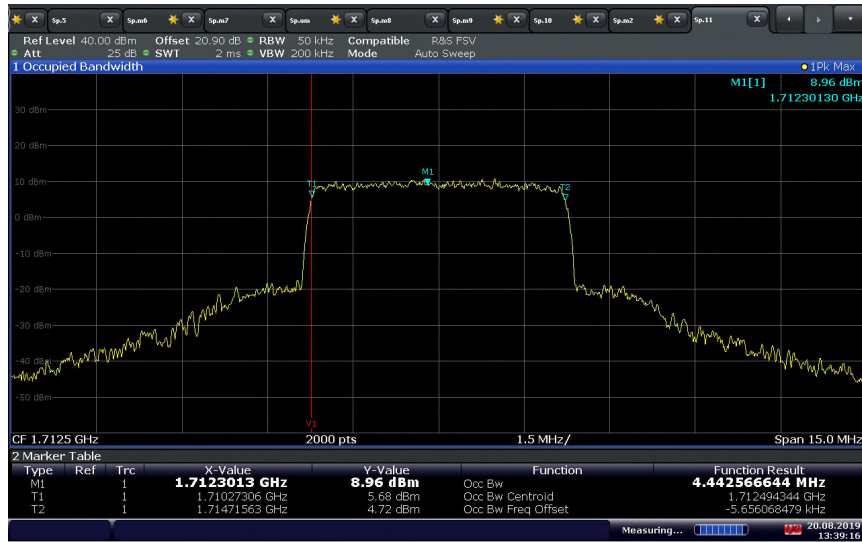 Sp.5 X Sp.m6 X Sp.m7 X Sp.um X Sp.m8 X Sp.m9 X Sp.10 X Sp.m2 X Sp.11 X
Ref Level 40.00 dBm Offset 20.90 dB RBW 50 kHz Compatible R&S FSV
Att 25 dB SWT 2 ms VBW 200 kHz Mode Auto Sweep
1 Occupied Bandwidth 1Pk Max
M1[1] 8.96 dBm
1.71230130 GHz
30 dBm
20 dBm
M1
10 dBm
T1
T2
0 dBm
-10 dBm
-20 dBm
-30 dBm
-40 dBm
-50 dBm
V1
CF 1.7125 GHz 2000 pts 1.5 MHz/ Span 15.0 MHz
2 Marker Table
Type Ref Trc X-Value Y-Value Function Function Result
M1 1 1.7123013 GHz 8.96 dBm Occ Bw 4.442566644 MHz
T1 1 1.71027306 GHz 5.68 dBm Occ Bw Centroid 1.712494344 GHz
T2 1 1.71471563 GHz 4.72 dBm Occ Bw Freq Offset -5.656068479 kHz
Measuring... 20.08.2019
13:39:16